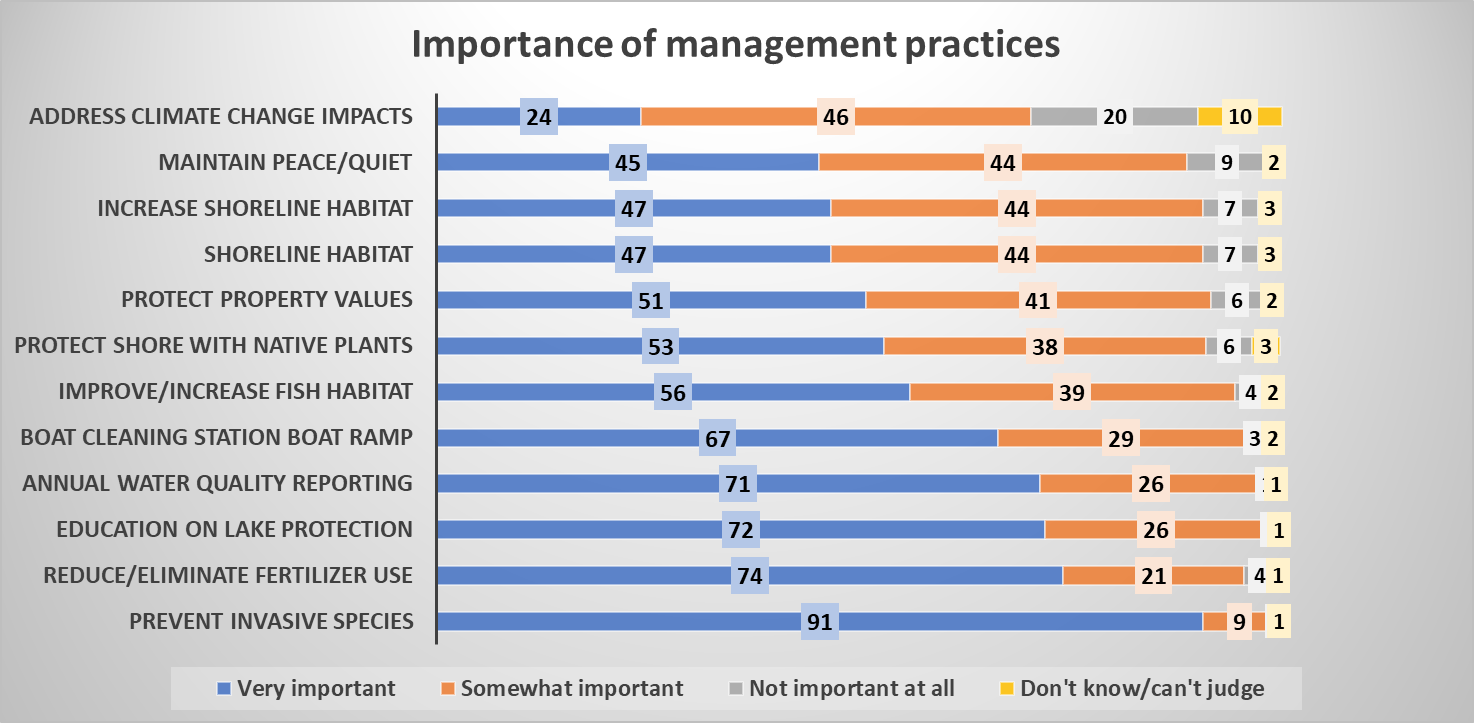 Importance of management practices
ADDRESS CLIMATE CHANGE IMPACTS 24 46 20 10
MAINTAIN PEACE/QUIET 45 44 9 2
INCREASE SHORELINE HABITAT 47 44 7 3
SHORELINE HABITAT 47 44 7 3
PROTECT PROPERTY VALUES 51 41 6 2
PROTECT SHORE WITH NATIVE PLANTS 53 38 6 3
IMPROVE/INCREASE FISH HABITAT 56 39 4 2
BOAT CLEANING STATION BOAT RAMP 67 29 3 2
ANNUAL WATER QUALITY REPORTING 71 26 1
EDUCATION ON LAKE PROTECTION 72 26 1
REDUCE/ELIMINATE FERTILIZER USE 74 21 4 1
PREVENT INVASIVE SPECIES 91 9 1
Very important Somewhat important Not important at all Don't know/can't judge